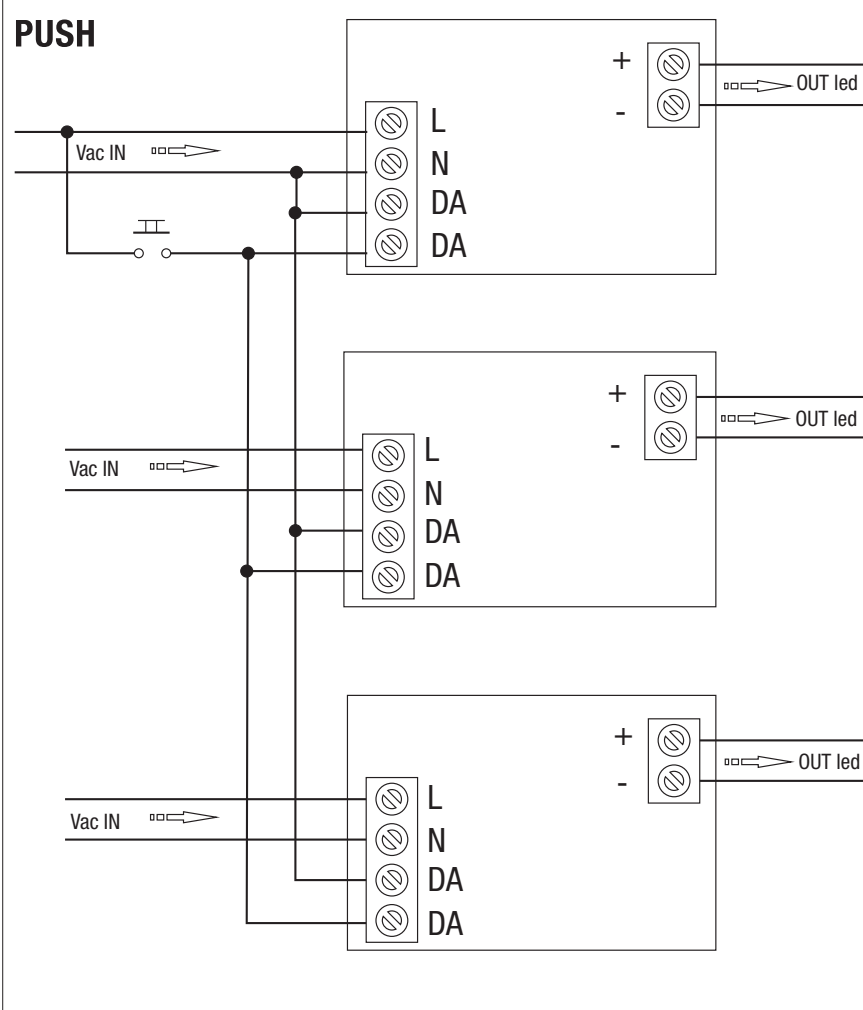 PUSH
+
OUT led
-
L
Vac IN
N
DA
DA
+
OUT led
-
L
Vac IN
N
DA
DA
+
OUT led
-
L
Vac IN
N
DA
DA